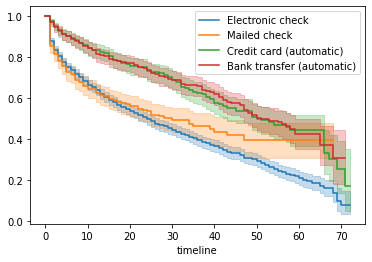 1.0
0.8
0.6
0.4
0.2
0.0
Electronic check
Mailed check
Credit card (automatic)
Bank transfer (automatic)
0 10 20 30 40 50 60 70
timeline